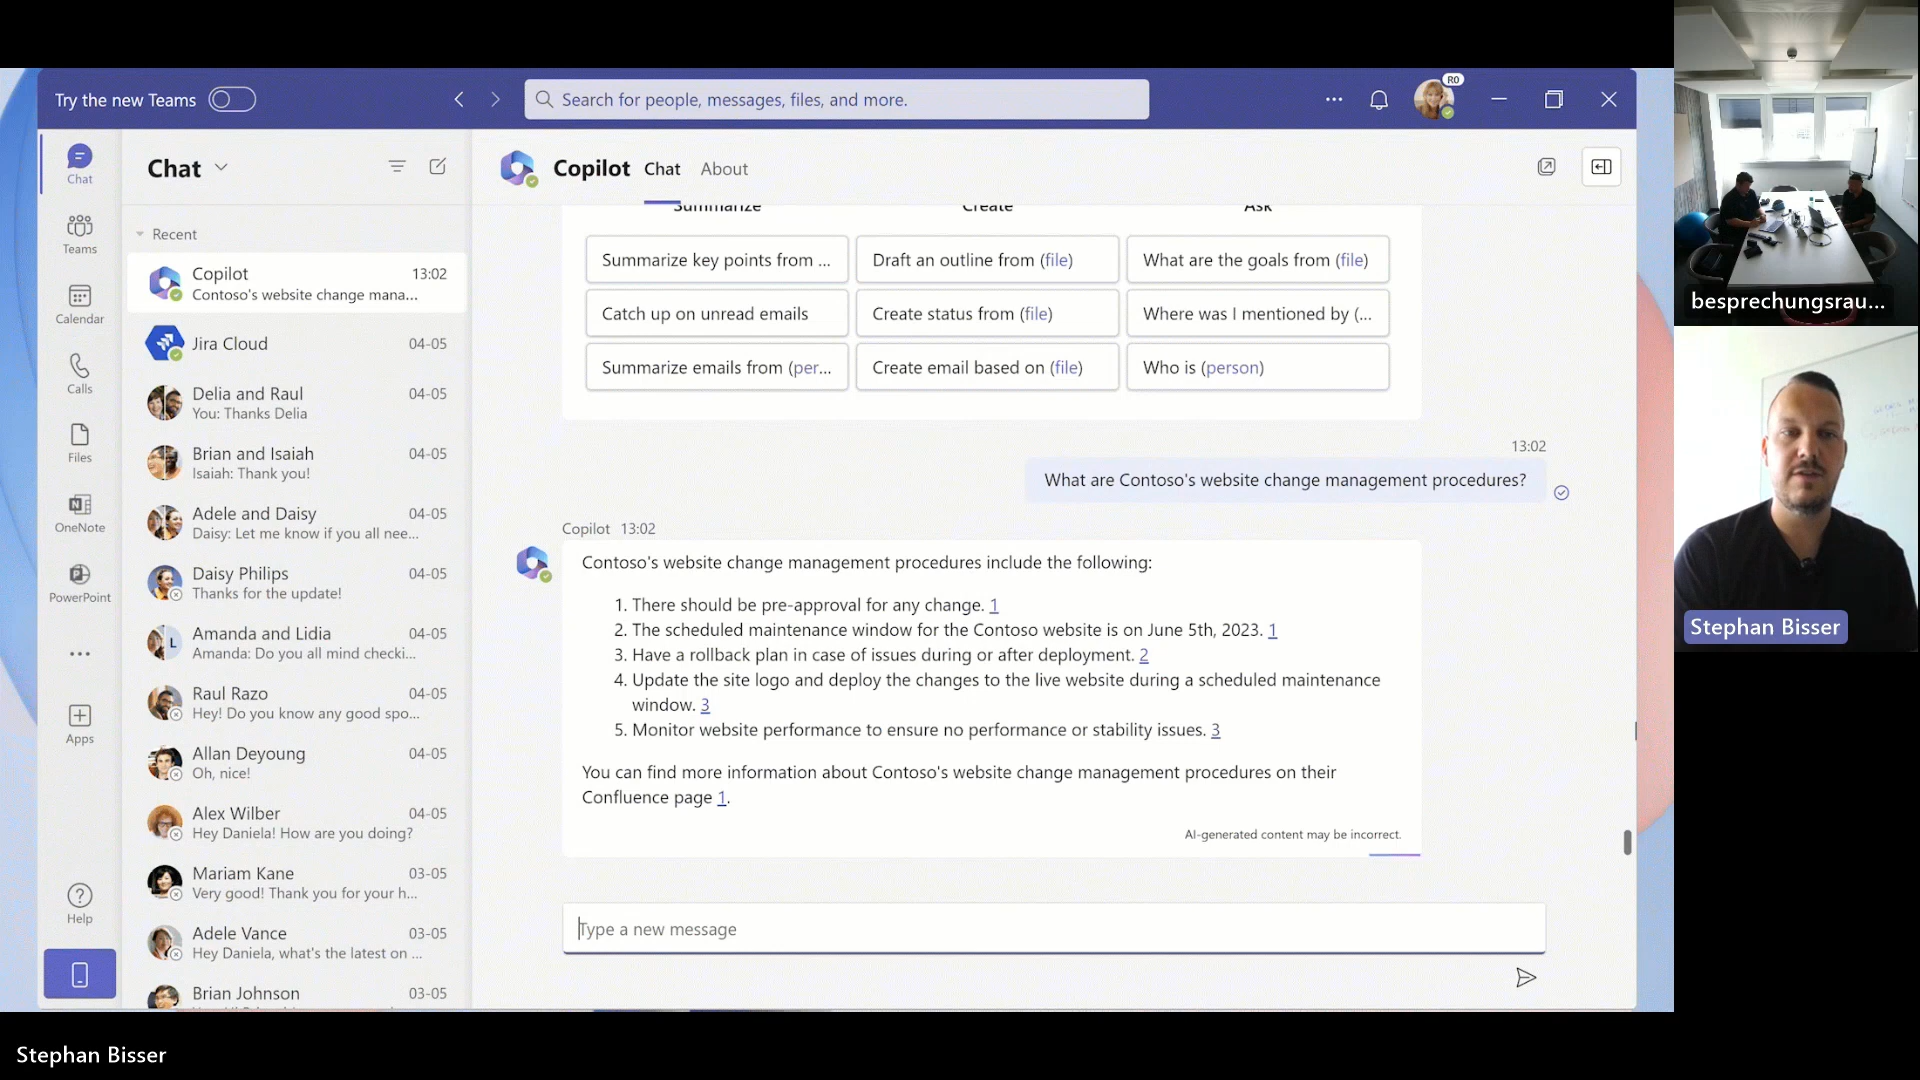 Try the new Teams
Search for people, messages, files, and more.
RO
Chat
Teams
Calendar
Calls
Files
OneNote
PowerPoint
Apps
Help
Chat
Recent
Copilot 13:02
Contoso's website change mana...
Jira Cloud 04-05
Delia and Raul 04-05
You: Thanks Delia
Brian and Isaiah 04-05
Isaiah: Thank you!
Adele and Daisy 04-05
Daisy: Let me know if you all nee...
Daisy Philips 04-05
Thanks for the update!
L
Amanda and Lidia 04-05
Amanda: Do you all mind checki...
Raul Razo 04-05
Hey! Do you know any good spo...
Allan Deyoung 04-05
Oh, nice!
Alex Wilber 04-05
Hey Daniela! How are you doing?
Mariam Kane 03-05
Very good! Thank you for your h...
Adele Vance 03-05
Hey Daniela, what's the latest on ...
Brian Johnson 03-05
Copilot Chat About
Summarize Create Ask
Summarize key points from ... Draft an outline from (file) What are the goals from (file)
Catch up on unread emails Create status from (file) Where was I mentioned by (...
Summarize emails from (per... Create email based on (file) Who is (person)
13:02
What are Contoso's website change management procedures?
Copilot 13:02
Contoso's website change management procedures include the following:
1. There should be pre-approval for any change. 1
2. The scheduled maintenance window for the Contoso website is on June 5th, 2023. 1
3. Have a rollback plan in case of issues during or after deployment. 2
4. Update the site logo and deploy the changes to the live website during a scheduled maintenance
window. 3
5. Monitor website performance to ensure no performance or stability issues. 3
You can find more information about Contoso's website change management procedures on their
Confluence page 1.
AI-generated content may be incorrect.
Type a new message
besprechungsrau...
Stephan Bisser
Stephan Bisser